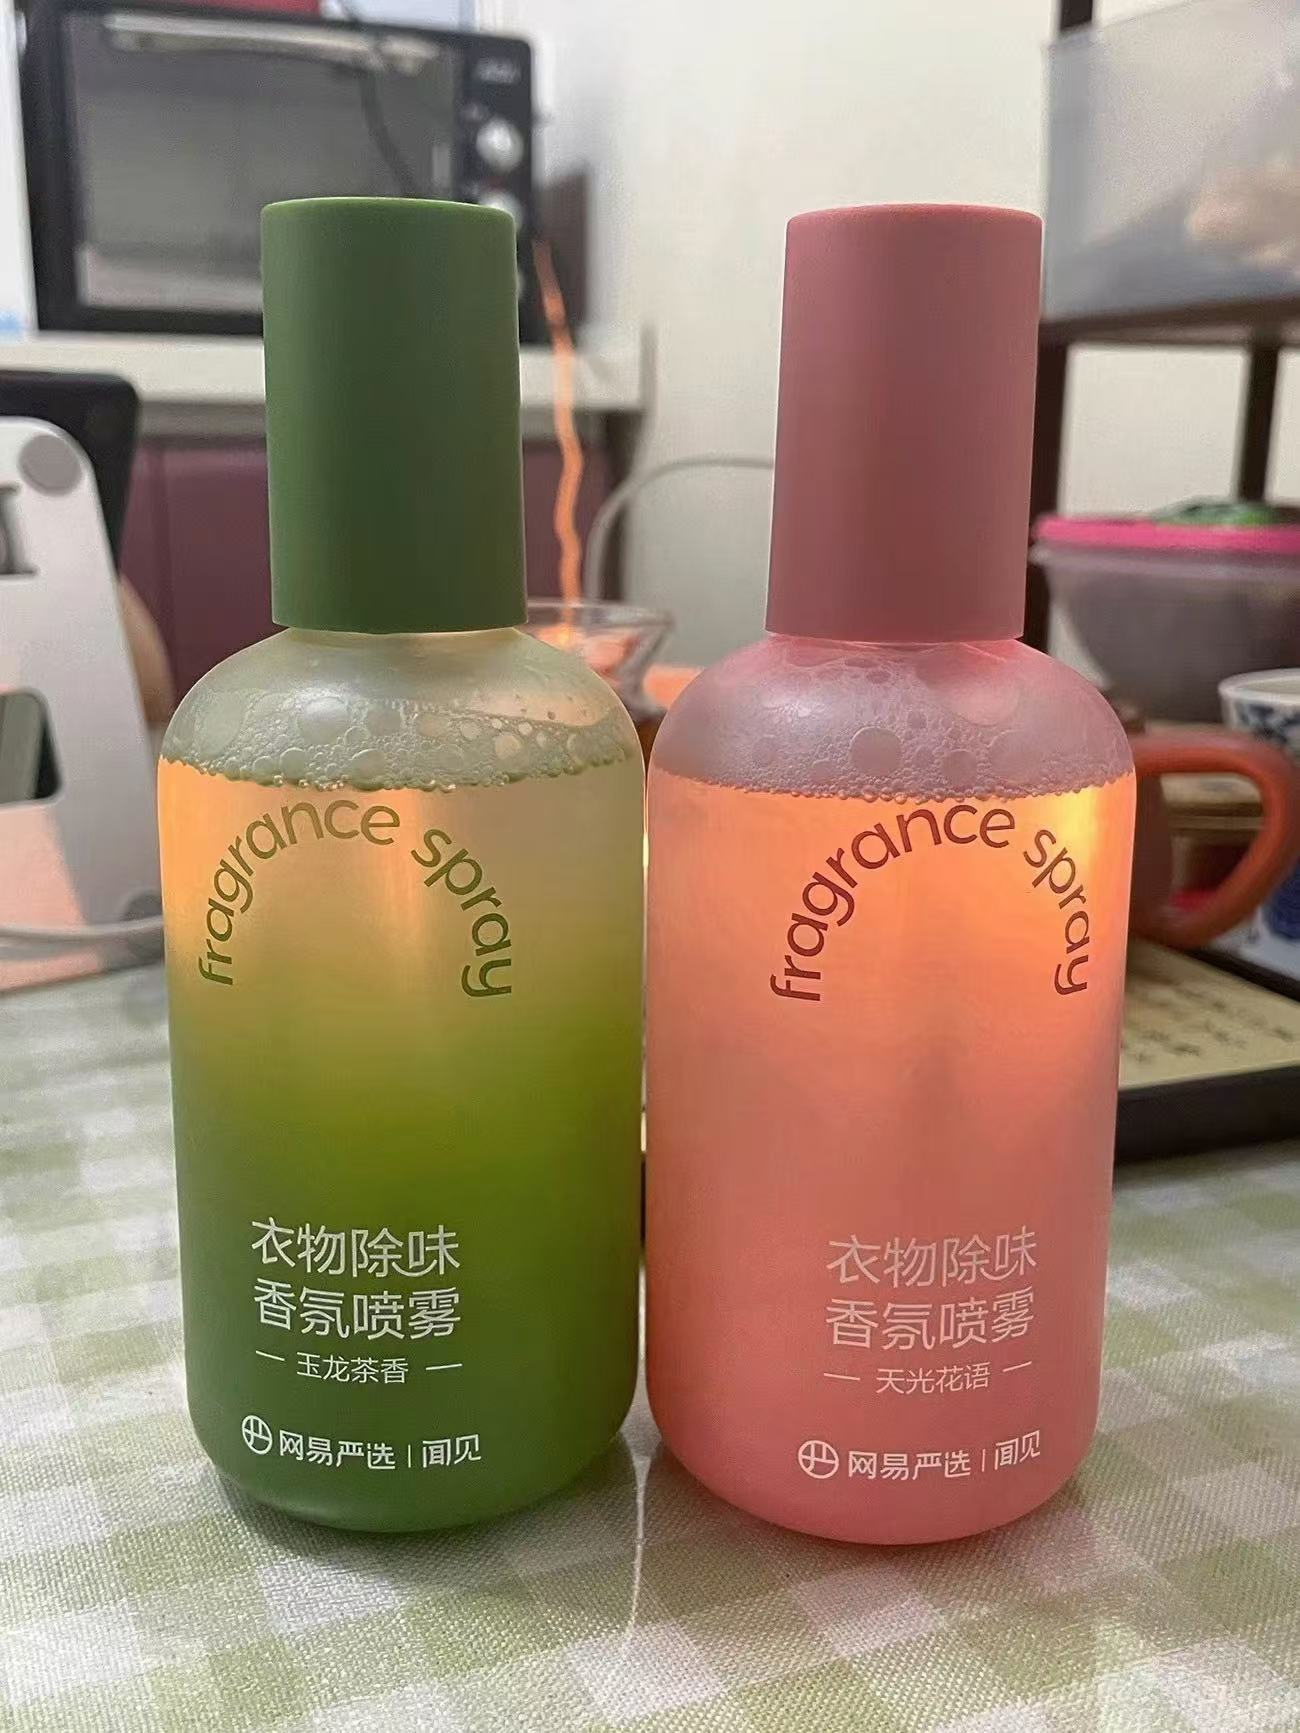 fragrance spray
衣物除味
香氛喷雾
玉龙茶香
网易严选 | 闻见
fragrance spray
衣物除味
香氛喷雾
天光花语
网易严选 | 闻见